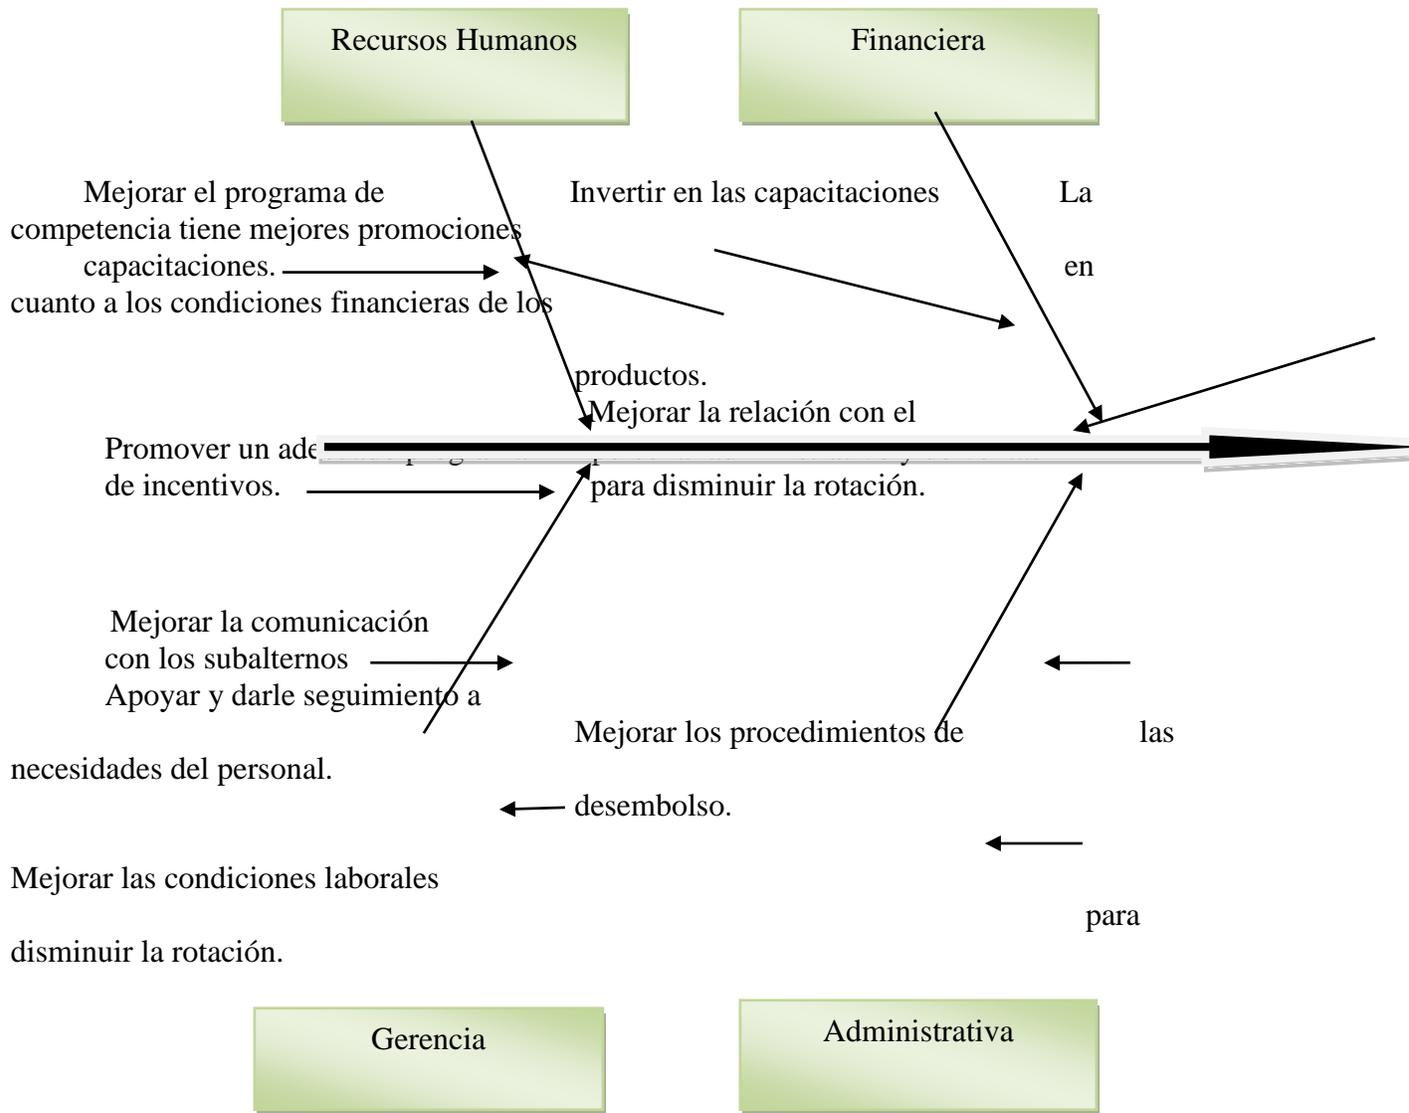 Recursos Humanos Financiera
Mejorar el programa de Invertir en las capacitaciones La
competencia tiene mejores promociones
capacitaciones. en
cuanto a los condiciones financieras de los
productos.
Mejorar la relación con el
Promover un
de incentivos. para disminuir la rotación.
Mejorar la comunicación
con los subalternos
Apoyar y darle seguimiento a
Mejorar los procedimientos de las
necesidades del personal.
desembolso.
Mejorar las condiciones laborales
para
disminuir la rotación.
Gerencia Administrativa